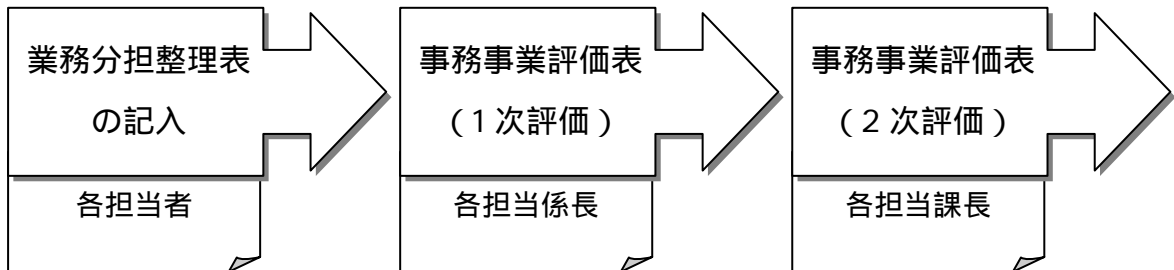 業務分担整理表
の記入
各担当者
事務事業評価表
(1次評価)
各担当係長
事務事業評価表
(2次評価)
各担当課長